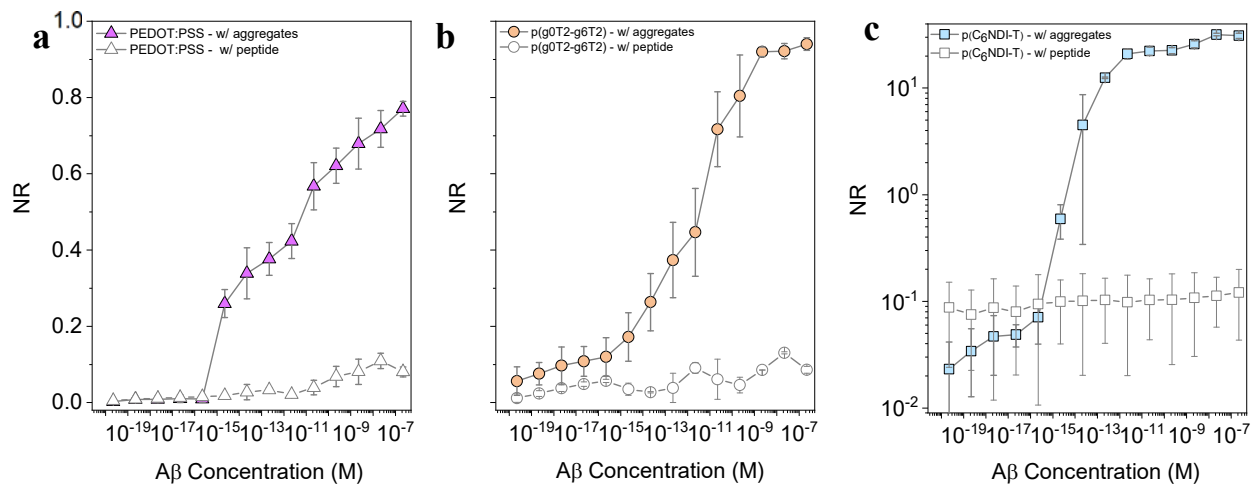 a
PEDOT:PSS - w/ aggregates
PEDOT:PSS - w/ peptide
NR
1.0
0.8
0.6
0.4
0.2
0.0
10⁻¹⁹ 10⁻¹⁷ 10⁻¹⁵ 10⁻¹³ 10⁻¹¹ 10⁻⁹ 10⁻⁷
Aβ Concentration (M)
b
p(g0T2-g6T2) - w/ aggregates
p(g0T2-g6T2) - w/ peptide
NR
10⁻¹⁹ 10⁻¹⁷ 10⁻¹⁵ 10⁻¹³ 10⁻¹¹ 10⁻⁹ 10⁻⁷
Aβ Concentration (M)
c
p(C₆NDI-T) - w/ aggregates
p(C₆NDI-T) - w/ peptide
NR
10¹
10⁰
10⁻¹
10⁻²
10⁻¹⁹ 10⁻¹⁷ 10⁻¹⁵ 10⁻¹³ 10⁻¹¹ 10⁻⁹ 10⁻⁷
Aβ Concentration (M)